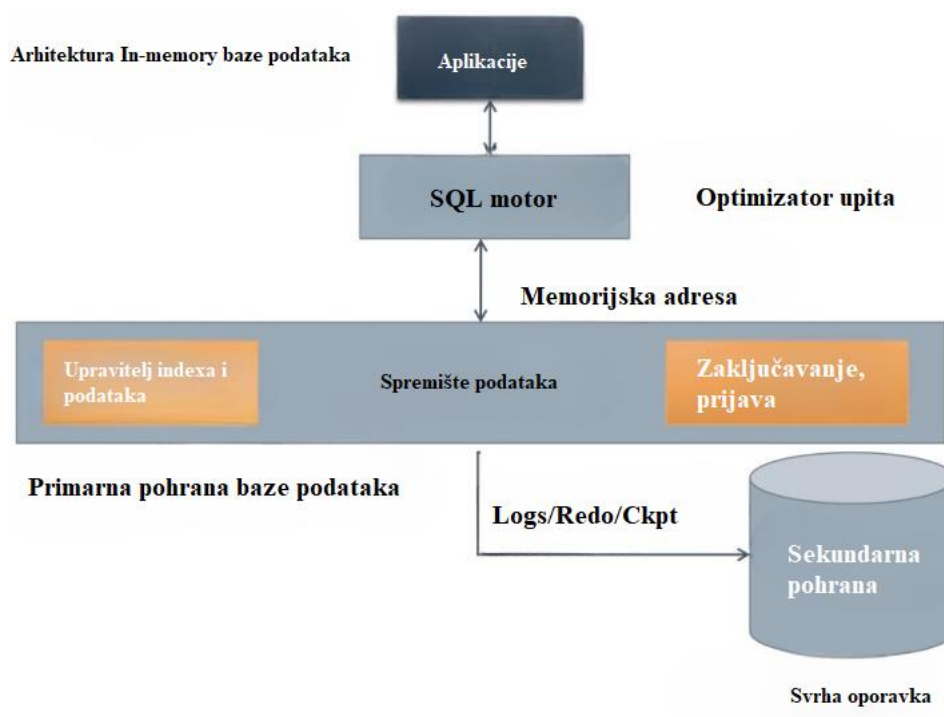 Arhitektura In-memory baze podataka
Aplikacije
SQL motor
Optimizator upita
Memorijska adresa
Upravitelj indexa i
podataka
Spremište podataka
Zaključavanje,
prijava
Primarna pohrana baze podataka
Logs/Redo/Ckpt
Sekundarna
pohrana
Svrha oporavka